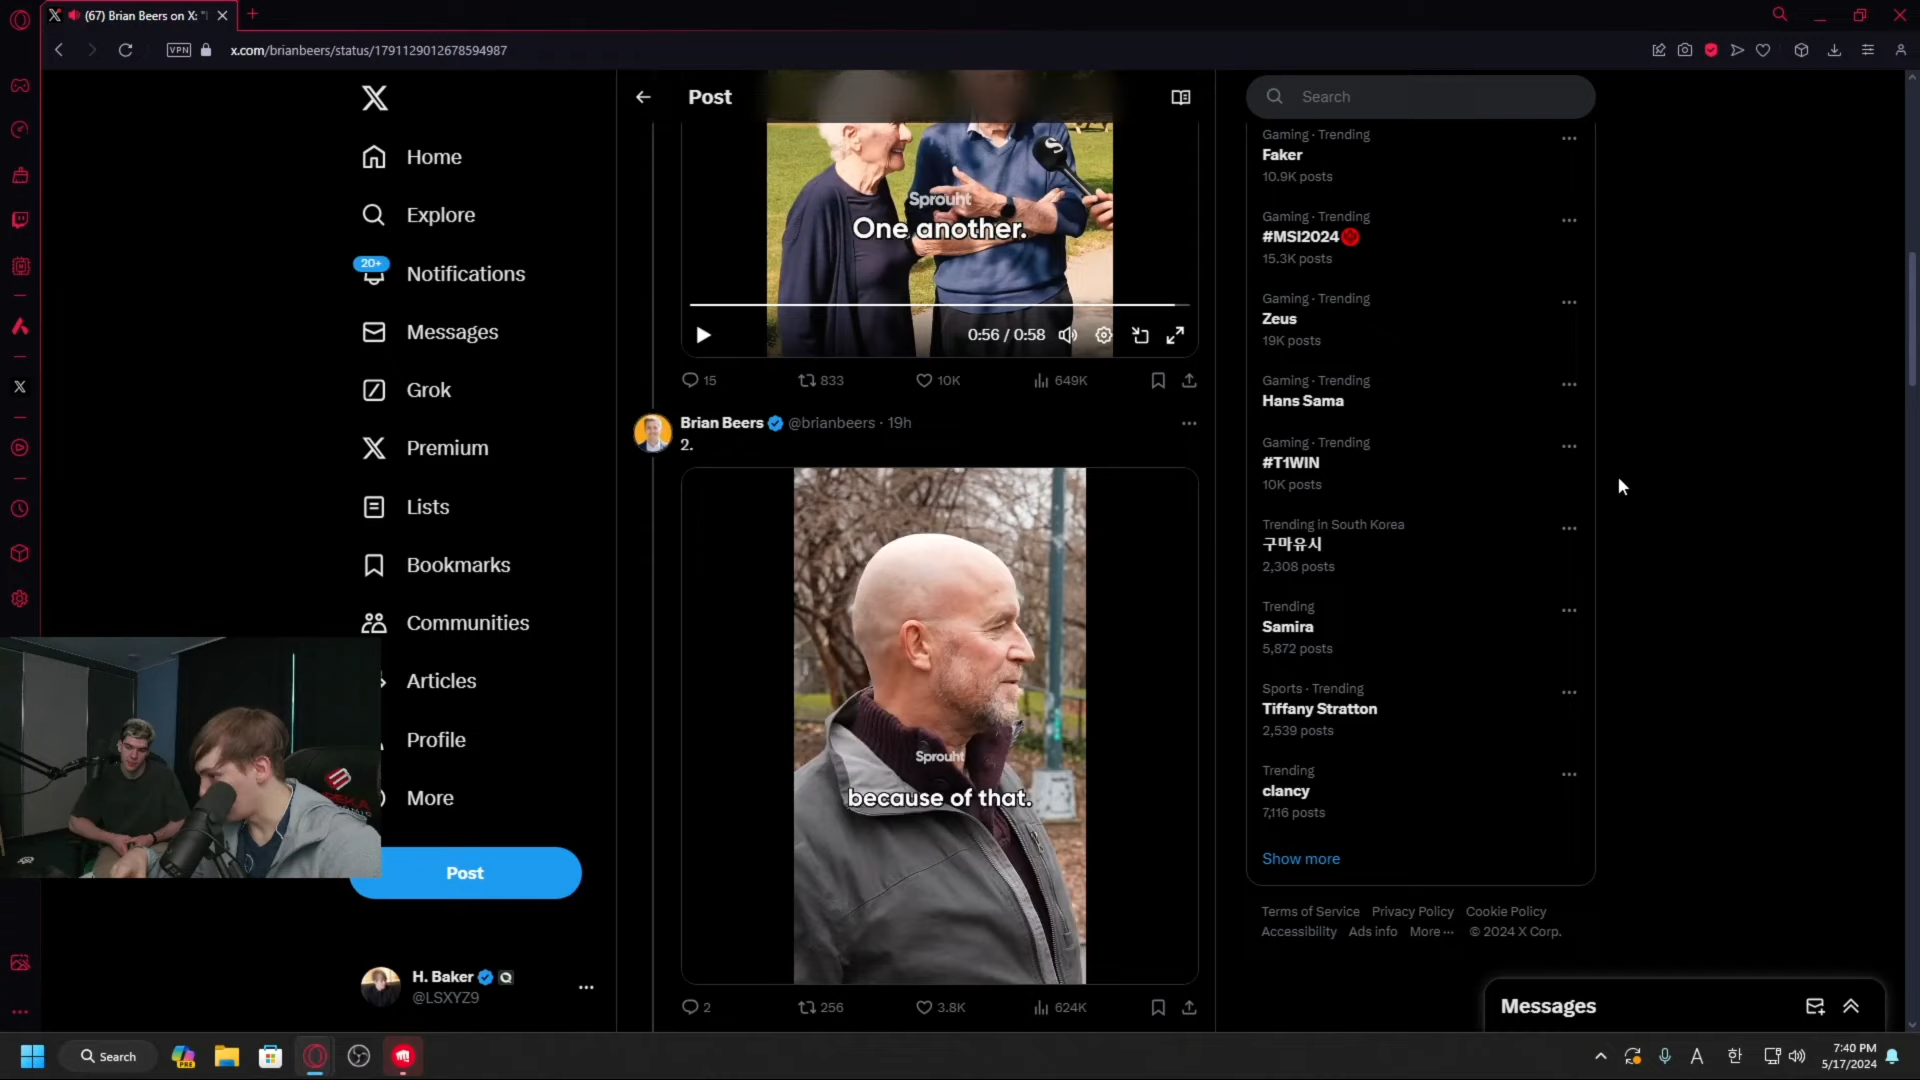 (67) Brian Beers on X: "
VPN
x.com/brianbeers/status/1791129012678594987
Home
Explore
20+
Notifications
Messages
Grok
Premium
Lists
Bookmarks
Communities
Articles
Profile
More
Post
H. Baker
@LSXYZ9
Post
Sprouht
One another.
0:56 / 0:58
15
833
10K
649K
Brian Beers @brianbeers · 19h
2.
Sprouht
because of that.
2
256
3.8K
624K
Search
Gaming · Trending
Faker
10.9K posts
Gaming · Trending
#MSI2024
15.3K posts
Gaming · Trending
Zeus
19K posts
Gaming · Trending
Hans Sama
Gaming · Trending
#T1WIN
10K posts
Trending in South Korea
구마유시
2,308 posts
Trending
Samira
5,872 posts
Sports · Trending
Tiffany Stratton
2,539 posts
Trending
clancy
7,116 posts
Show more
Terms of Service Privacy Policy Cookie Policy
Accessibility Ads info More ··· © 2024 X Corp.
Messages
Search
PRE
A
한
7:40 PM
5/17/2024